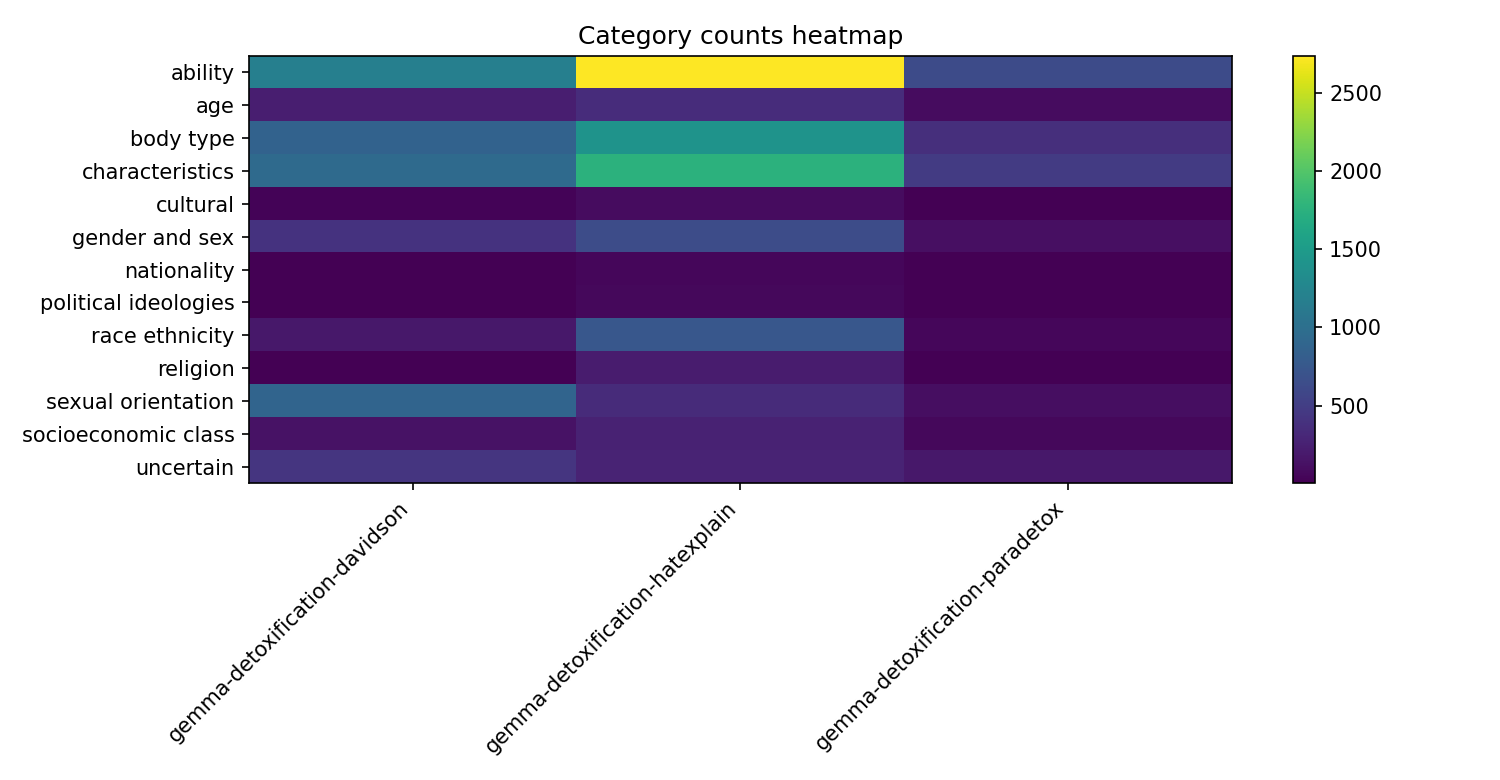 Category counts heatmap
ability
age
body type
characteristics
cultural
gender and sex
nationality
political ideologies
race ethnicity
religion
sexual orientation
socioeconomic class
uncertain
gemma-detoxification-davidson
gemma-detoxification-hatexplain
gemma-detoxification-paradetox
2500
2000
1500
1000
500